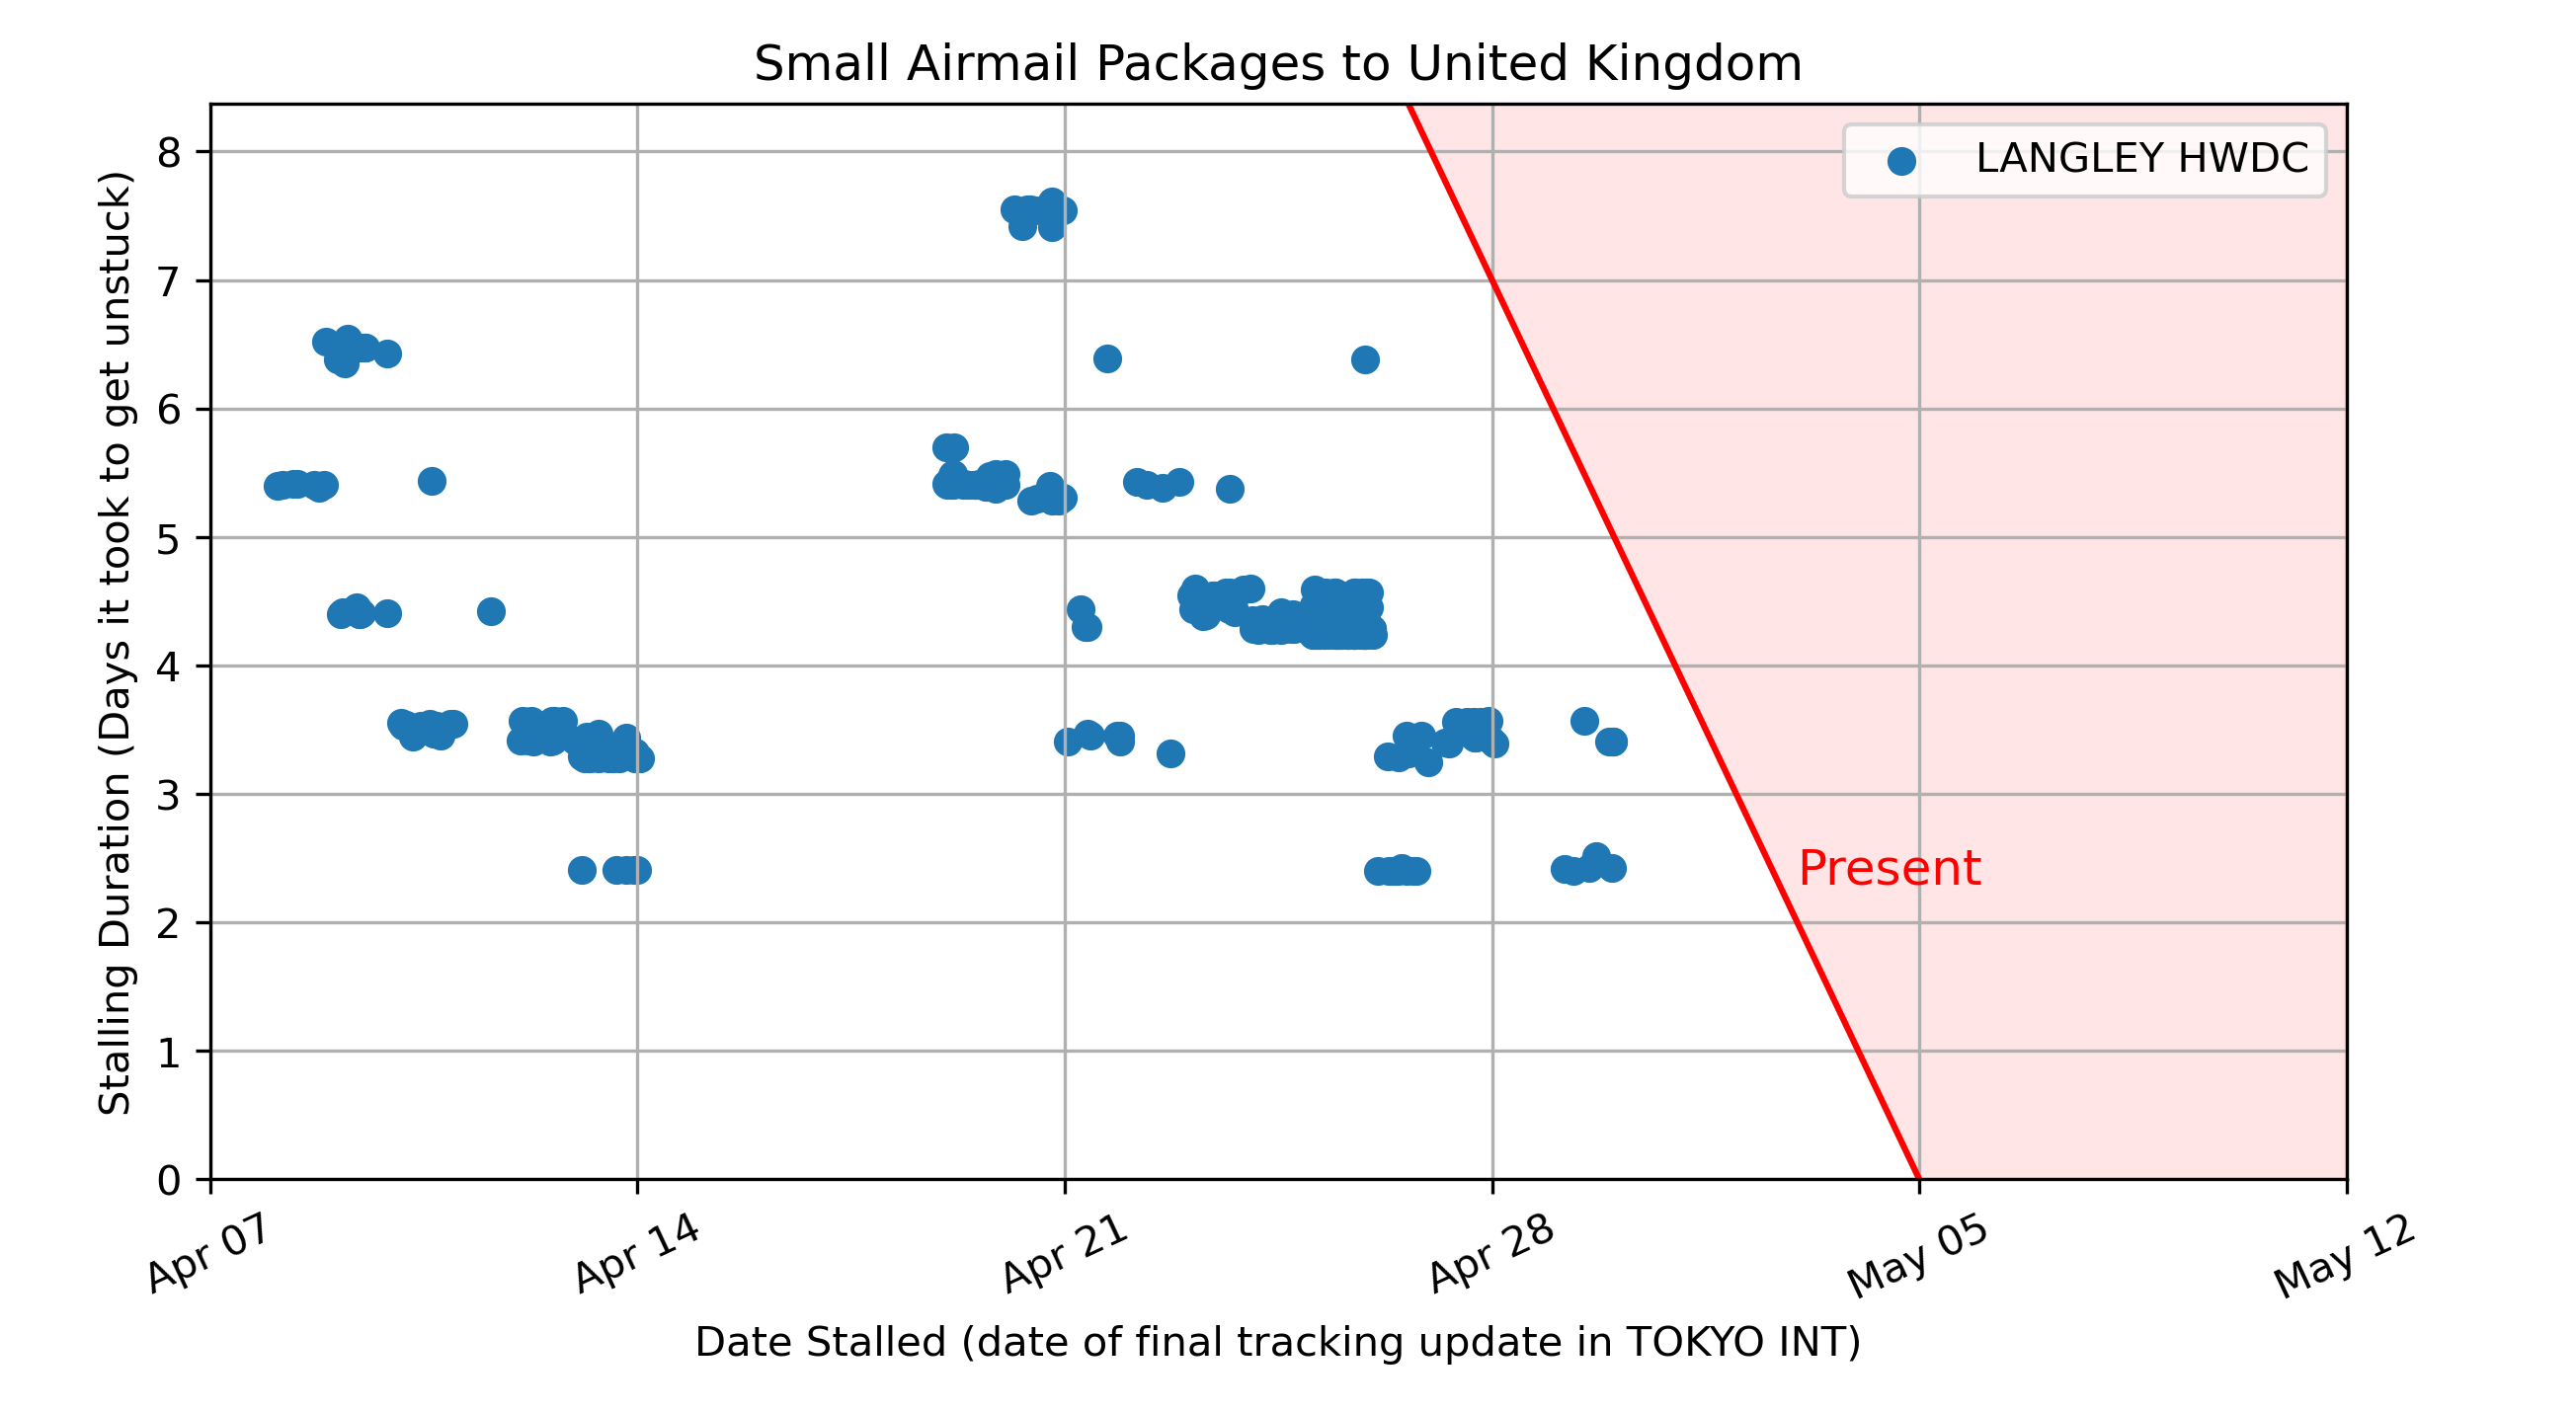 Small Airmail Packages to United Kingdom
LANGLEY HWDC
Stalling Duration (Days it took to get unstuck)
8
7
6
5
4
3
2
1
0
Present
Apr 07
Apr 14
Apr 21
Apr 28
May 05
May 12
Date Stalled (date of final tracking update in TOKYO INT)